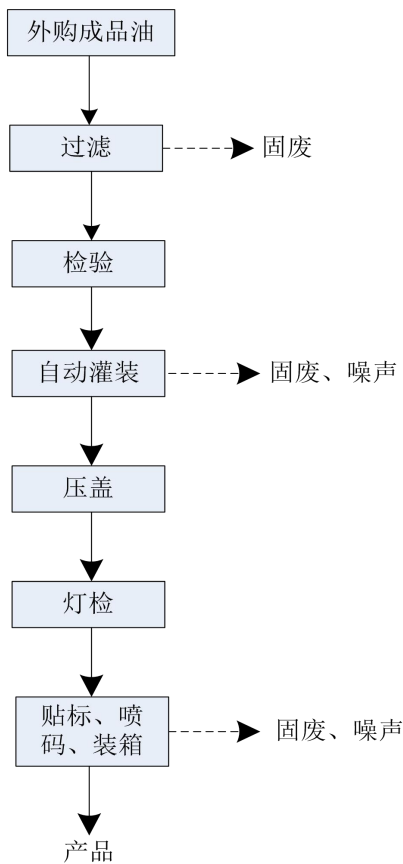 外购成品油
过滤
固废
检验
自动灌装
固废、噪声
压盖
灯检
贴标、喷
码、装箱
固废、噪声
产品